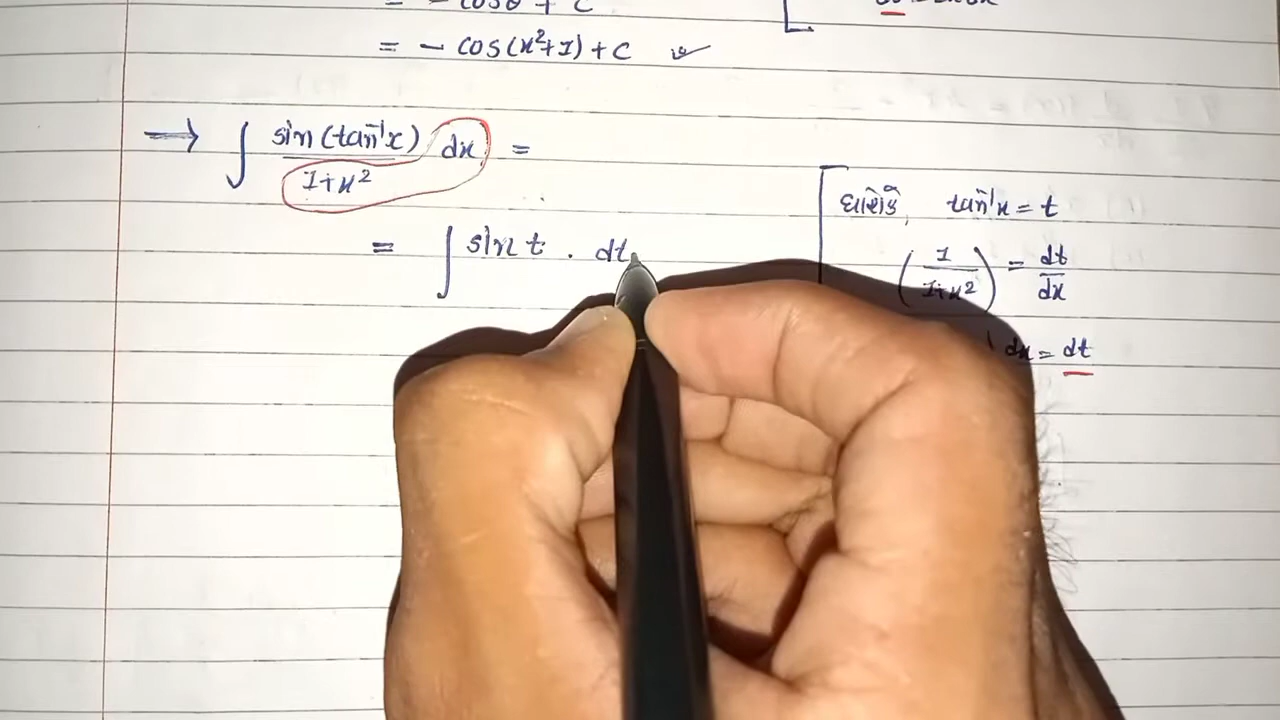 = - cosθ + C
= - cos(x²+1) + C
→ ∫ sin(tan⁻¹x) / 1+x² dx =
= ∫ sin t . dt
tan⁻¹x = t
(1 / 1+x²) = dt / dx
dx = dt